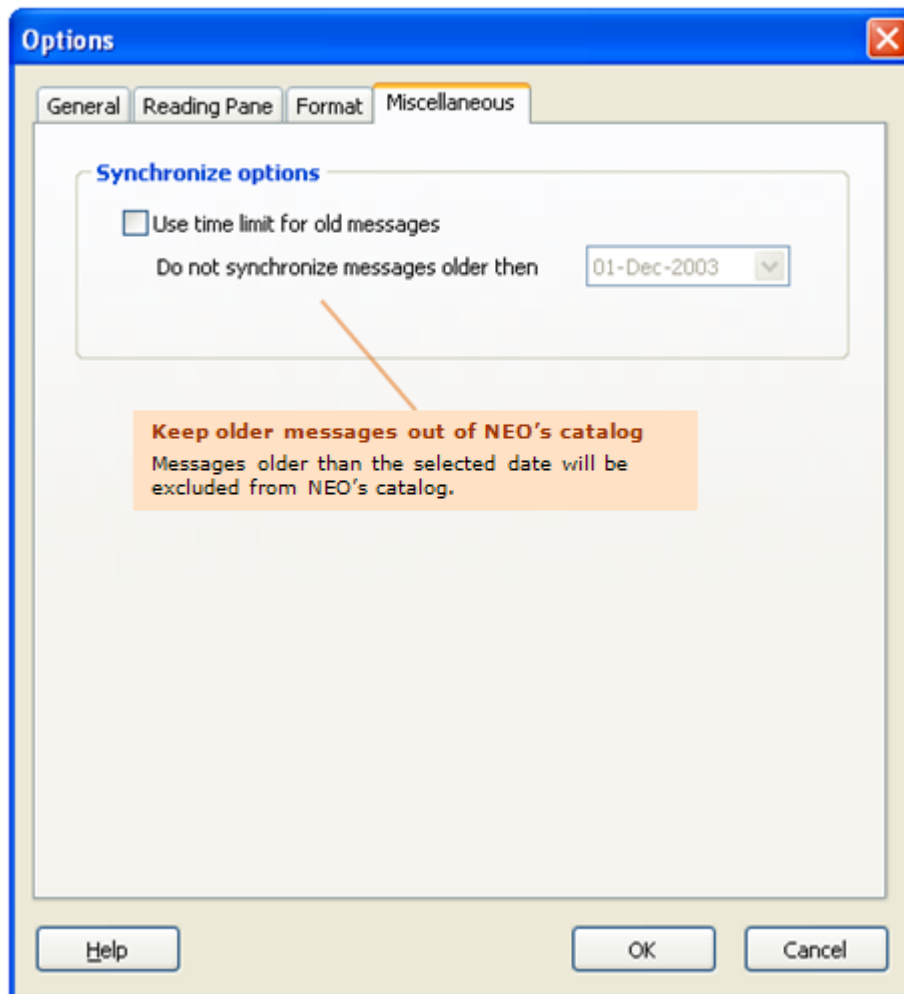 Options
General Reading Pane Format Miscellaneous
Synchronize options
Use time limit for old messages
Do not synchronize messages older then 01-Dec-2003
Keep older messages out of NEO's catalog
Messages older than the selected date will be
excluded from NEO's catalog.
Help OK Cancel